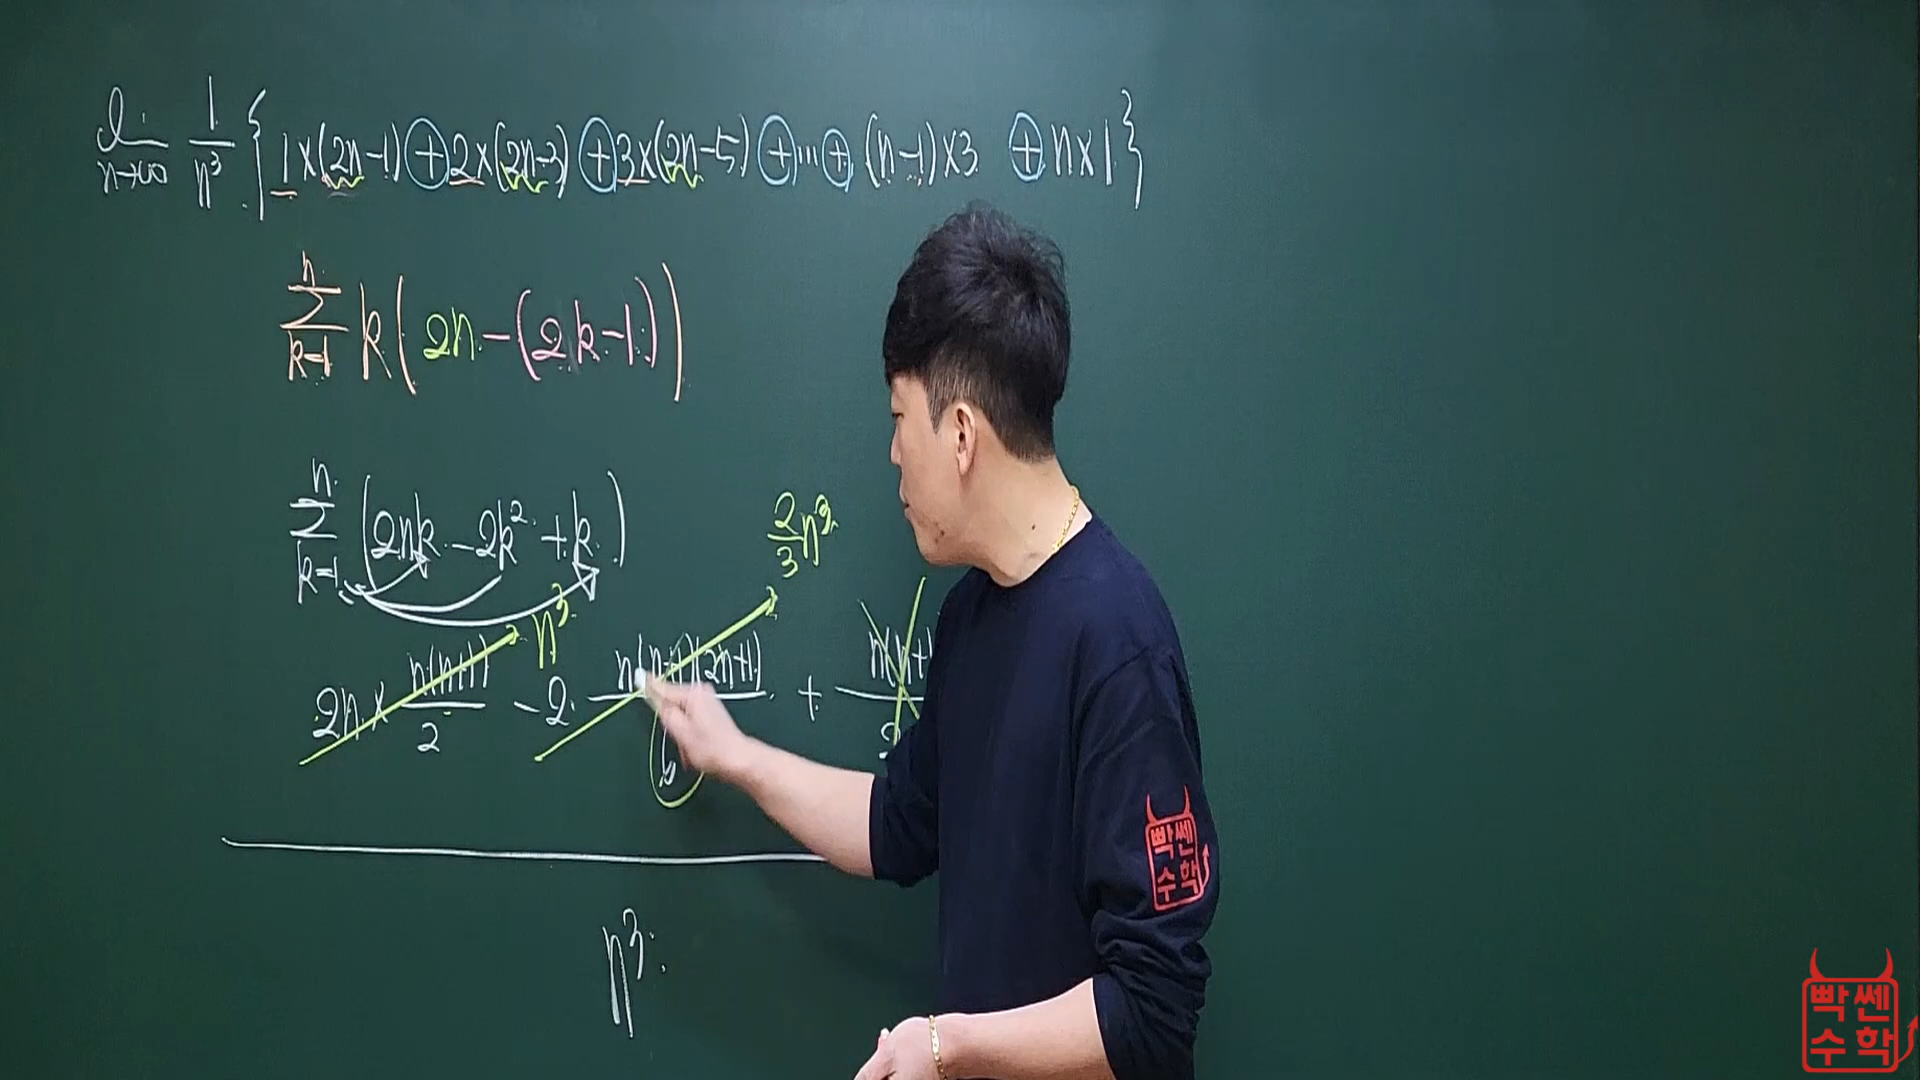 lim n→∞ 1/n³ { 1×(2n-1) + 2×(2n-3) + 3×(2n-5) + ... + (n-1)×3 + n×1 }
n Σ k=1 k( 2n - (2k-1) )
n Σ k=1 (2nk - 2k² + k)
n³
2/3 n³
2n × n(n+1)/2 - 2 n(n+1)(2n+1)/6 + n(n+1
n³
빡쎈
수학
빡쎈
수학